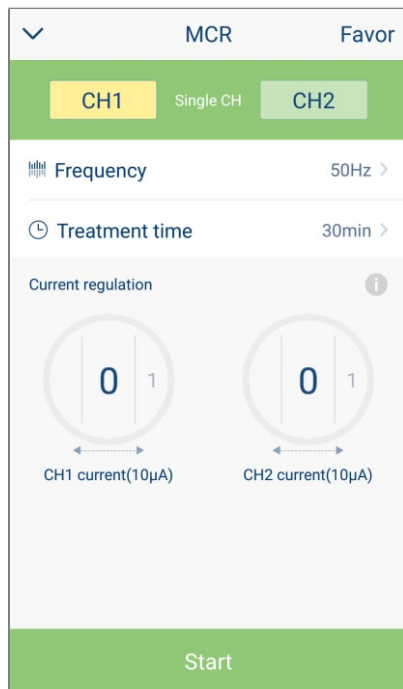 MCR Favor
CH1 Single CH CH2
Frequency 50Hz >
Treatment time 30min >
Current regulation i
0 1 0 1
CH1 current(10μA) CH2 current(10μA)
Start